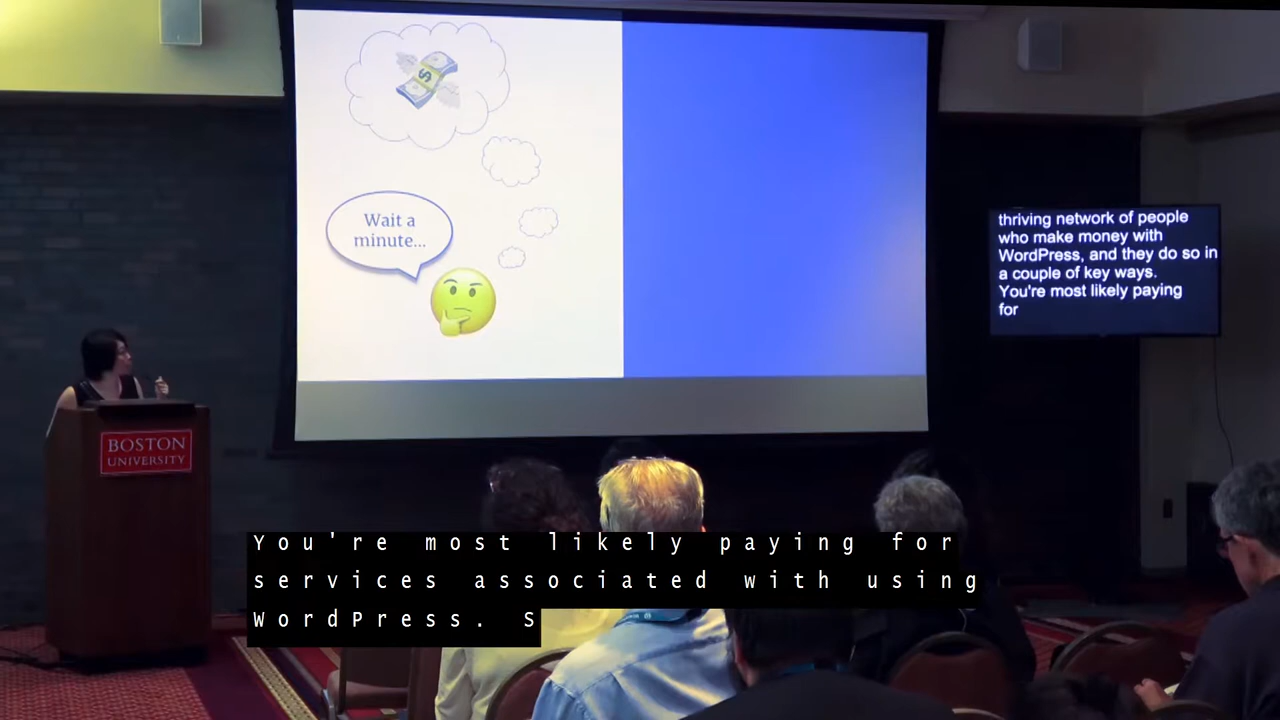 Wait a
minute...
thriving network of people
who make money with
WordPress, and they do so in
a couple of key ways.
You're most likely paying
for
BOSTON
UNIVERSITY
You're most likely paying for
services associated with using
WordPress. S